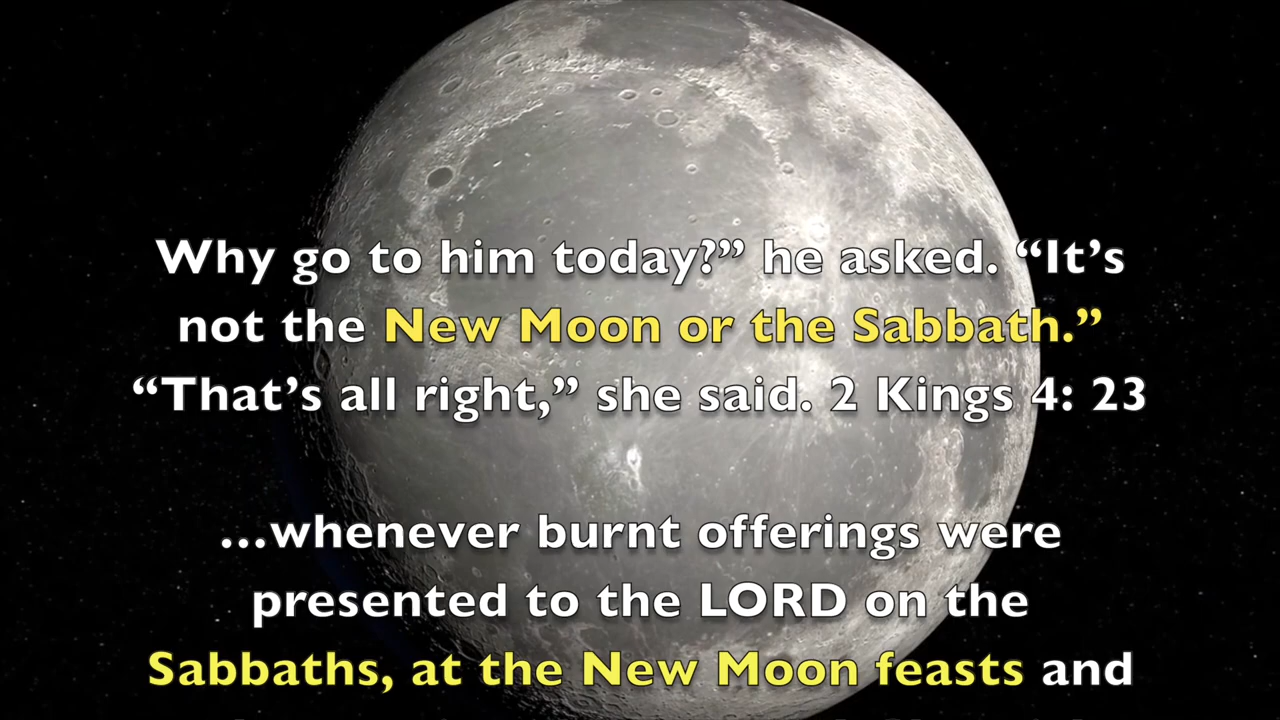 Why go to him today?” he asked. “It’s
not the New Moon or the Sabbath.”
“That’s all right,” she said. 2 Kings 4: 23
…whenever burnt offerings were
presented to the LORD on the
Sabbaths, at the New Moon feasts and